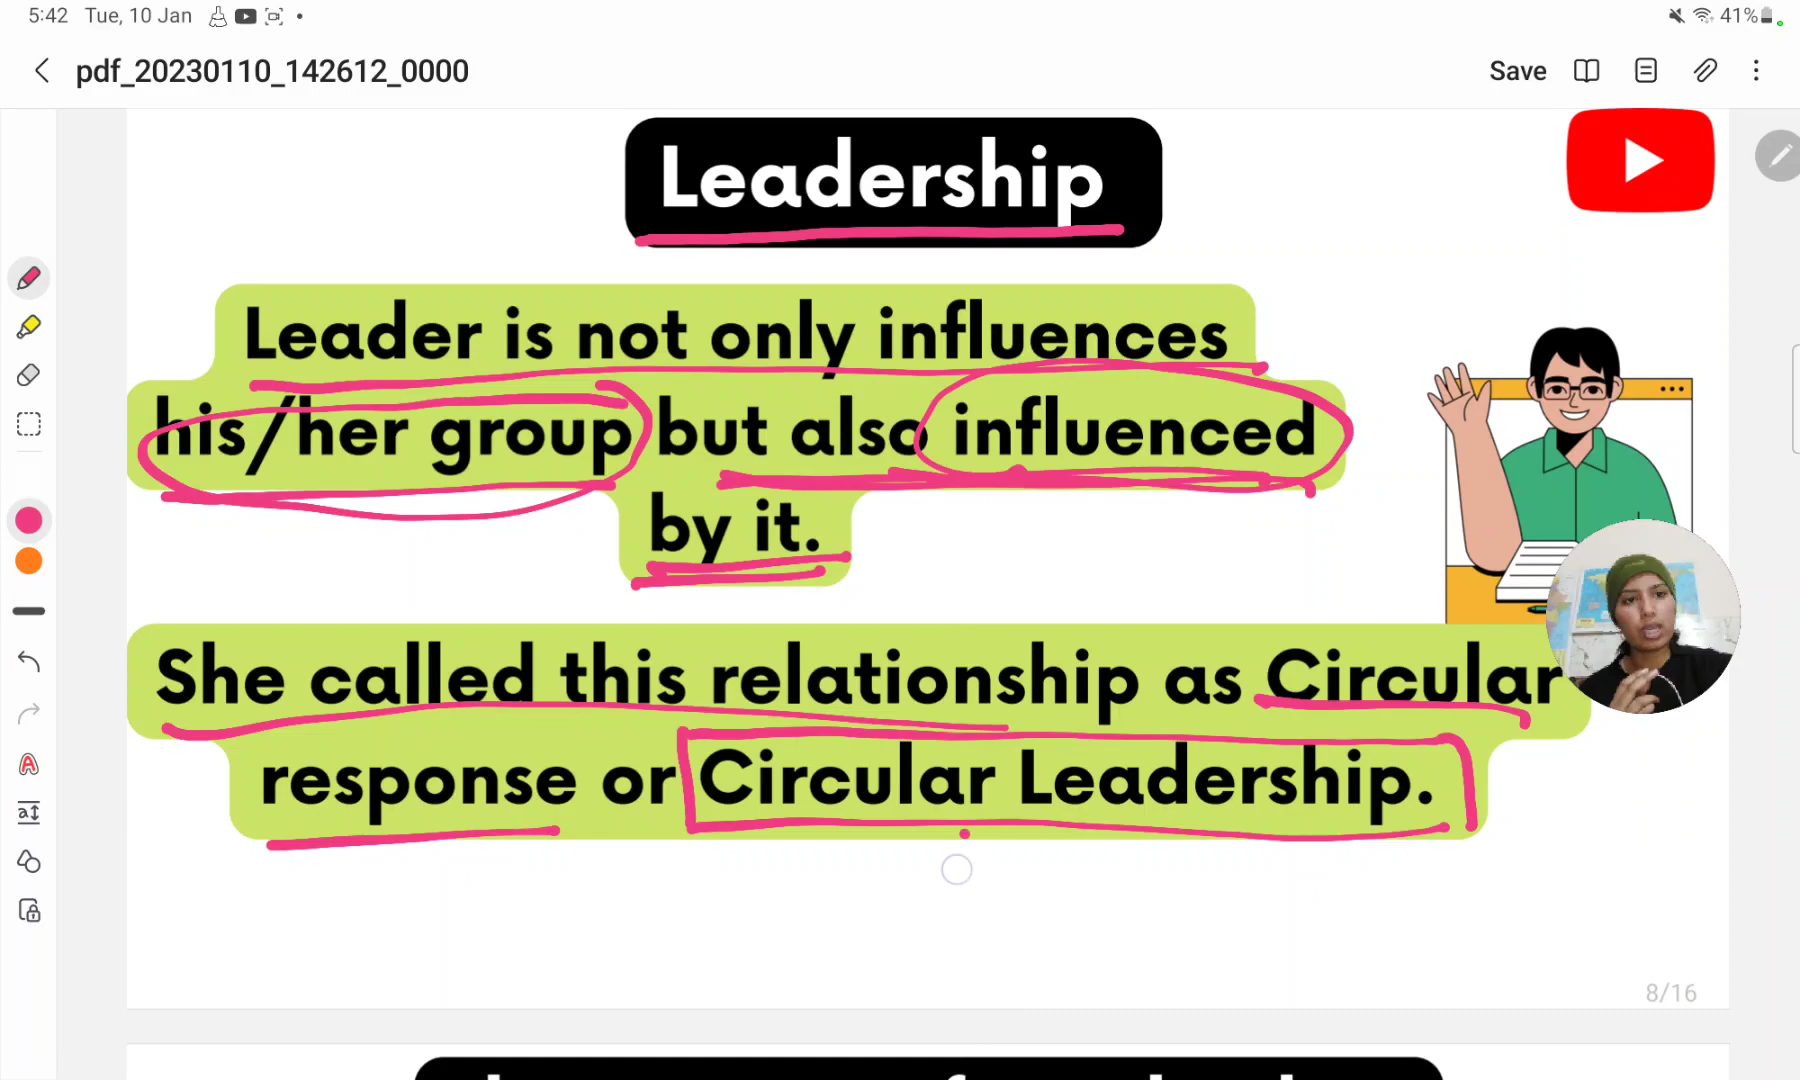 5:42 Tue, 10 Jan
41%
pdf_20230110_142612_0000
Save
Leadership
Leader is not only influences
his/her group but also influenced
by it.
She called this relationship as Circular
response or Circular Leadership.
8/16